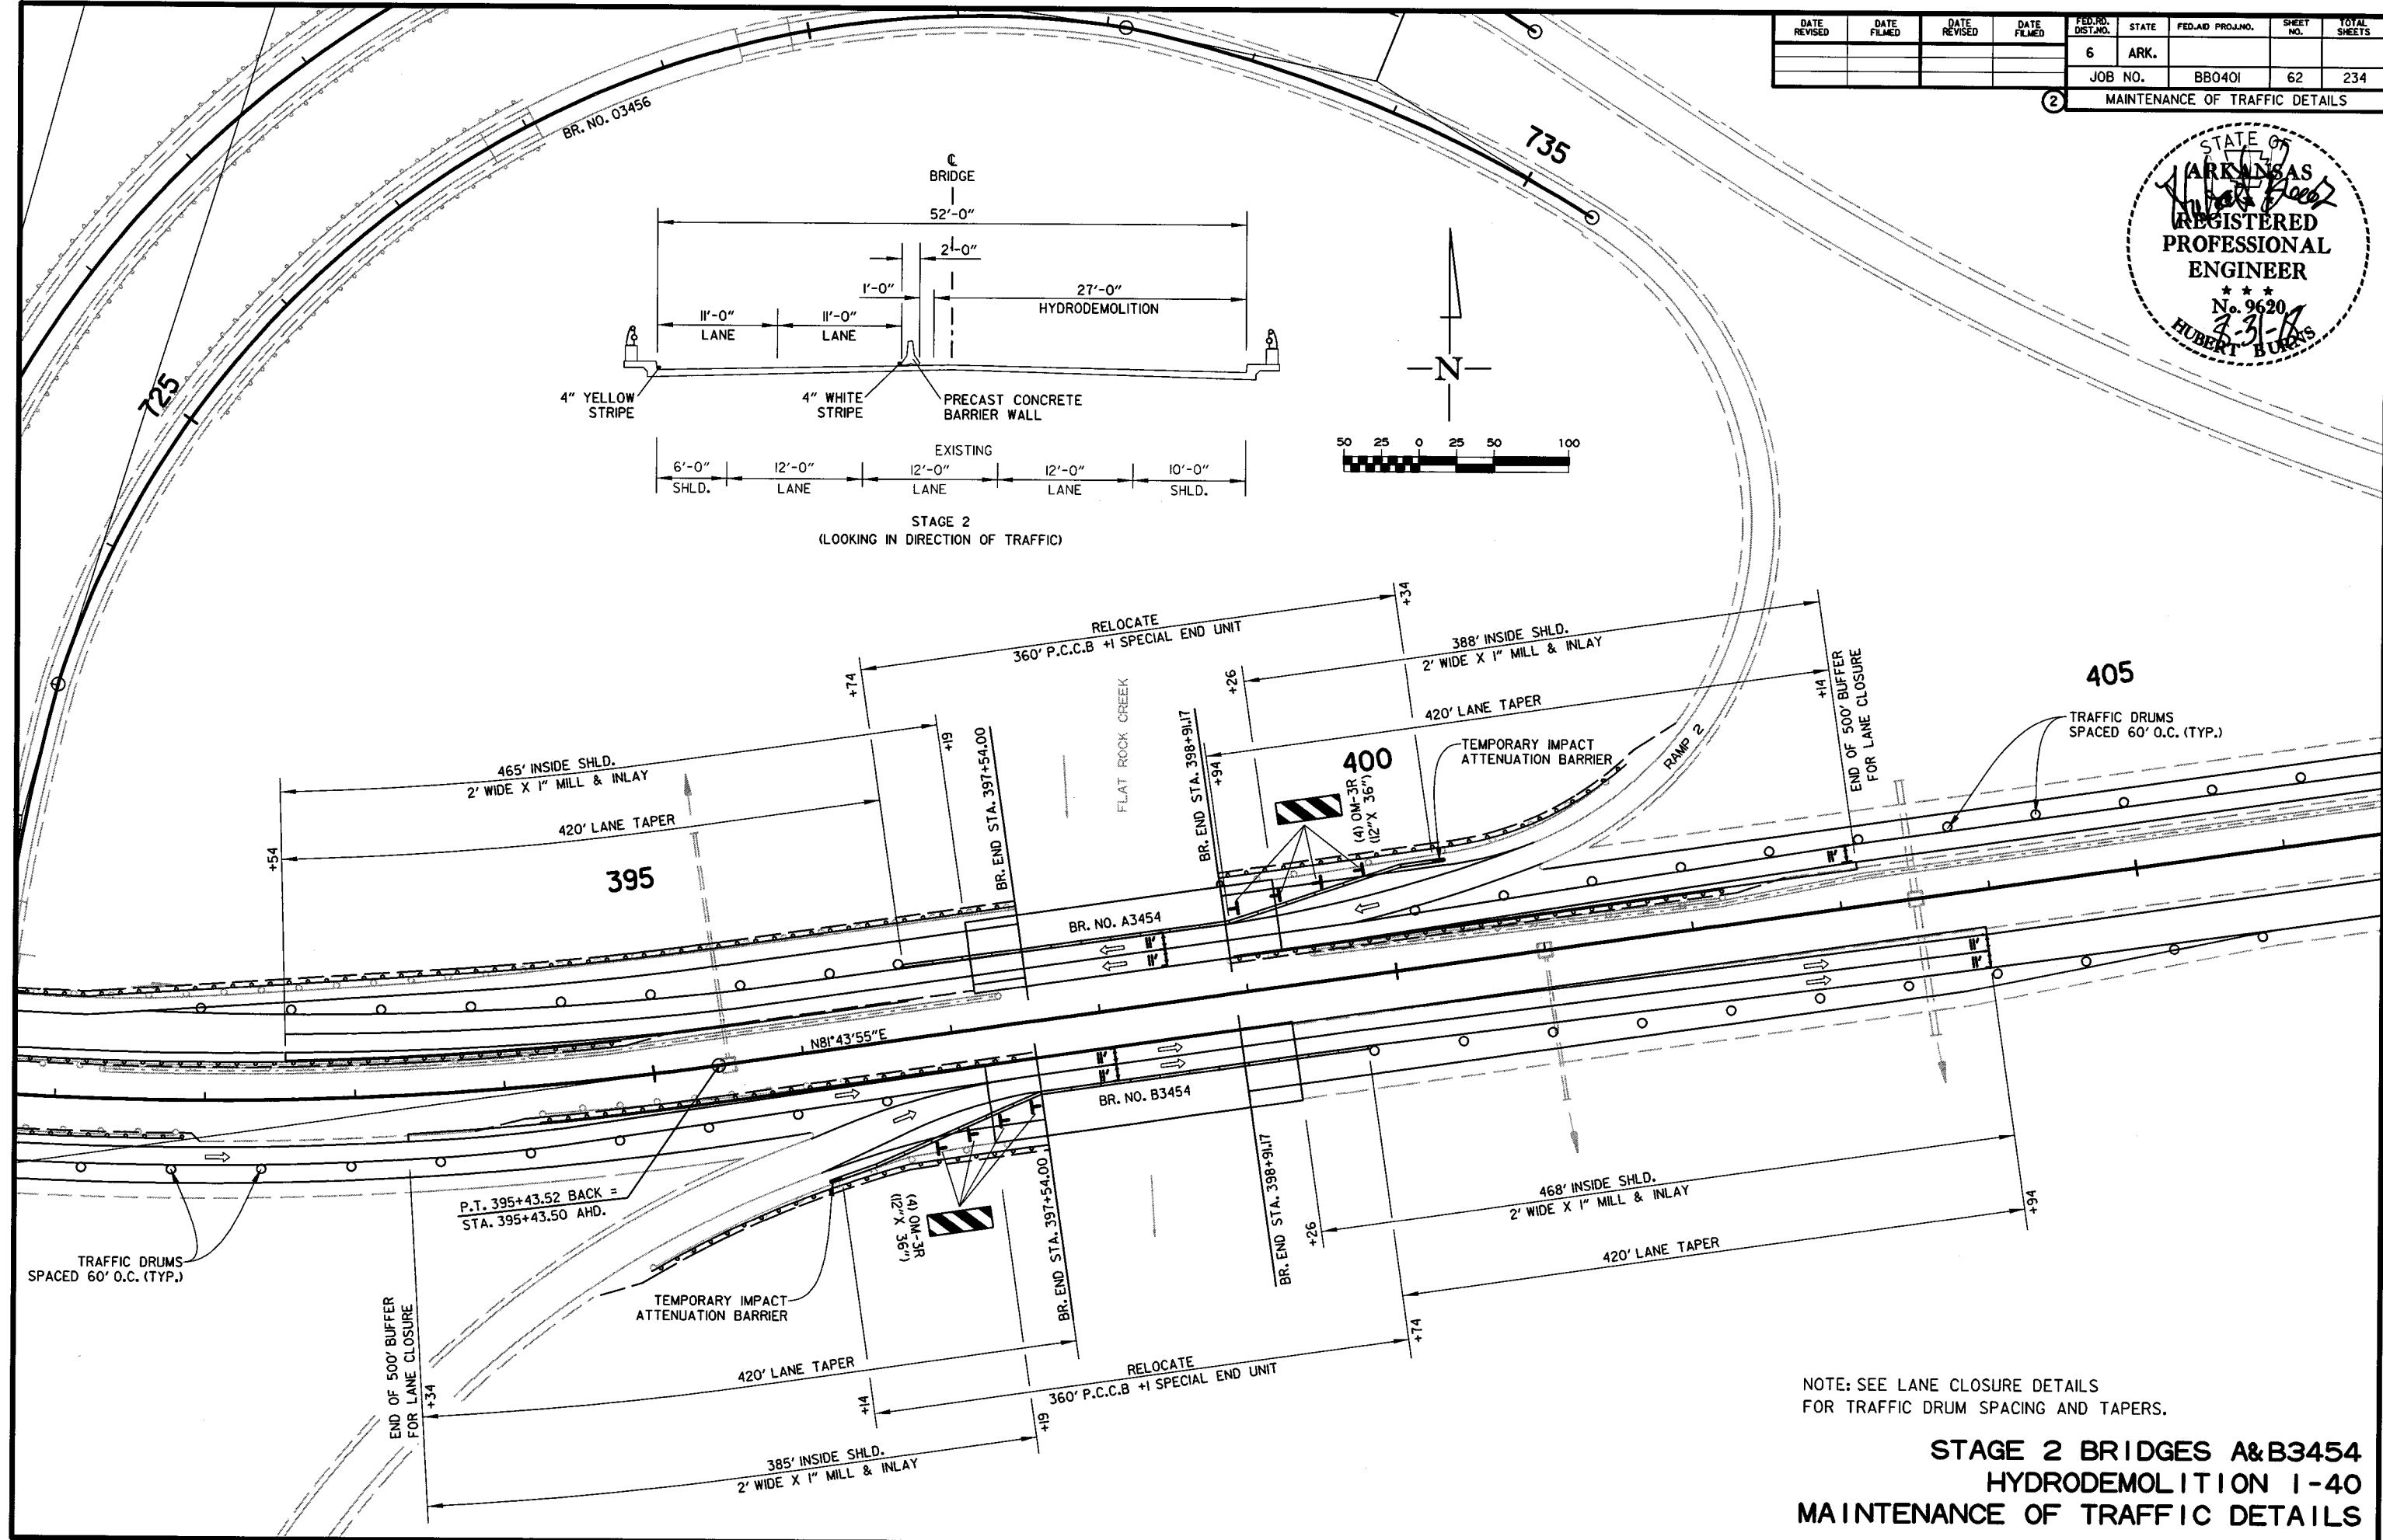 DATE REVISED
DATE FILMED
DATE REVISED
DATE FILMED
FED.RD. DIST.NO.
STATE
FED.AID PROJ.NO.
SHEET NO.
TOTAL SHEETS
6
ARK.
JOB NO.
BB0401
62
234
2
MAINTENANCE OF TRAFFIC DETAILS
STATE OF
ARKANSAS
REGISTERED
PROFESSIONAL
ENGINEER
★ ★ ★
No. 9620
HUBERT BURNS
BR. NO. 03456
735
725
℄
BRIDGE
52'-0"
2'-0"
1'-0"
27'-0"
HYDRODEMOLITION
11'-0"
LANE
11'-0"
LANE
4" YELLOW
STRIPE
4" WHITE
STRIPE
PRECAST CONCRETE
BARRIER WALL
EXISTING
6'-0"
SHLD.
12'-0"
LANE
12'-0"
LANE
12'-0"
LANE
10'-0"
SHLD.
STAGE 2
(LOOKING IN DIRECTION OF TRAFFIC)
N
50 25 0 25 50 100
RELOCATE
360' P.C.C.B +1 SPECIAL END UNIT
+34
+74
388' INSIDE SHLD.
2' WIDE X 1" MILL & INLAY
+26
420' LANE TAPER
+94
+14
END OF 500' BUFFER
FOR LANE CLOSURE
405
TRAFFIC DRUMS
SPACED 60' O.C. (TYP.)
465' INSIDE SHLD.
2' WIDE X 1" MILL & INLAY
+19
420' LANE TAPER
+54
395
BR. END STA. 397+54.00
FLAT ROCK CREEK
BR. END STA. 398+91.17
400
TEMPORARY IMPACT
ATTENUATION BARRIER
(4) OM-3R
(12"X 36")
RAMP 2
BR. NO. A3454
11'
11'
11'
N81°43'55"E
11'
11'
BR. NO. B3454
11'
11'
P.T. 395+43.52 BACK =
STA. 395+43.50 AHD.
TRAFFIC DRUMS
SPACED 60' O.C. (TYP.)
(4) OM-3R
(12"X 36")
BR. END STA. 397+54.00
BR. END STA. 398+91.17
TEMPORARY IMPACT
ATTENUATION BARRIER
468' INSIDE SHLD.
2' WIDE X 1" MILL & INLAY
+26
+94
420' LANE TAPER
+74
END OF 500' BUFFER
FOR LANE CLOSURE
+34
420' LANE TAPER
+14
RELOCATE
360' P.C.C.B +1 SPECIAL END UNIT
+19
385' INSIDE SHLD.
2' WIDE X 1" MILL & INLAY
NOTE: SEE LANE CLOSURE DETAILS
FOR TRAFFIC DRUM SPACING AND TAPERS.
STAGE 2 BRIDGES A&B3454
HYDRODEMOLITION I-40
MAINTENANCE OF TRAFFIC DETAILS